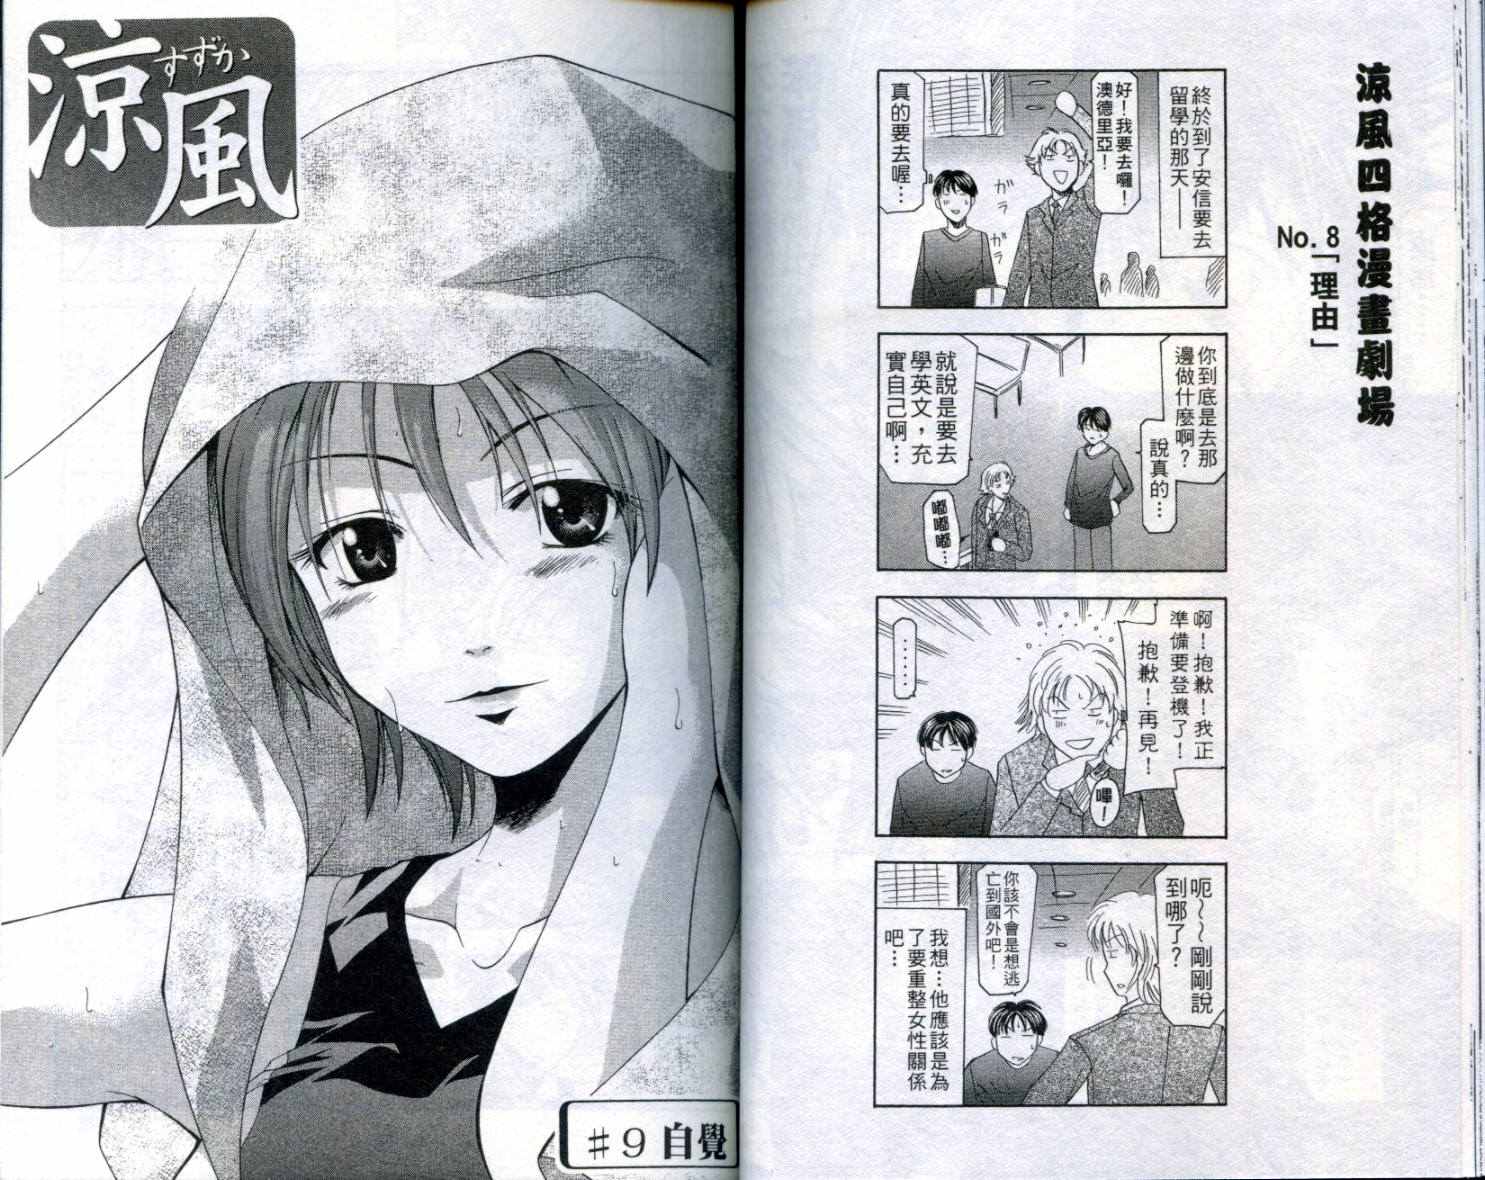 涼風四格漫畫劇場
No. 8「理由」
終於到了安信要去
留學的那天——
好！我要去囉！
澳德里亞！
真的要去喔…
ガラ
ガラ
你到底是去那
邊做什麼啊？
說真的…
就說是要去
學英文，充
實自己啊…
嘟嘟嘟…
啊！抱歉！我正
準備要登機了！
抱歉！再見！
嗶！
……
呃～～剛剛說
到哪了？
你該不會是想逃
亡到國外吧！
我想…他應該是為
了要重整女性關係
吧…
涼風
すずか
#9 自覺